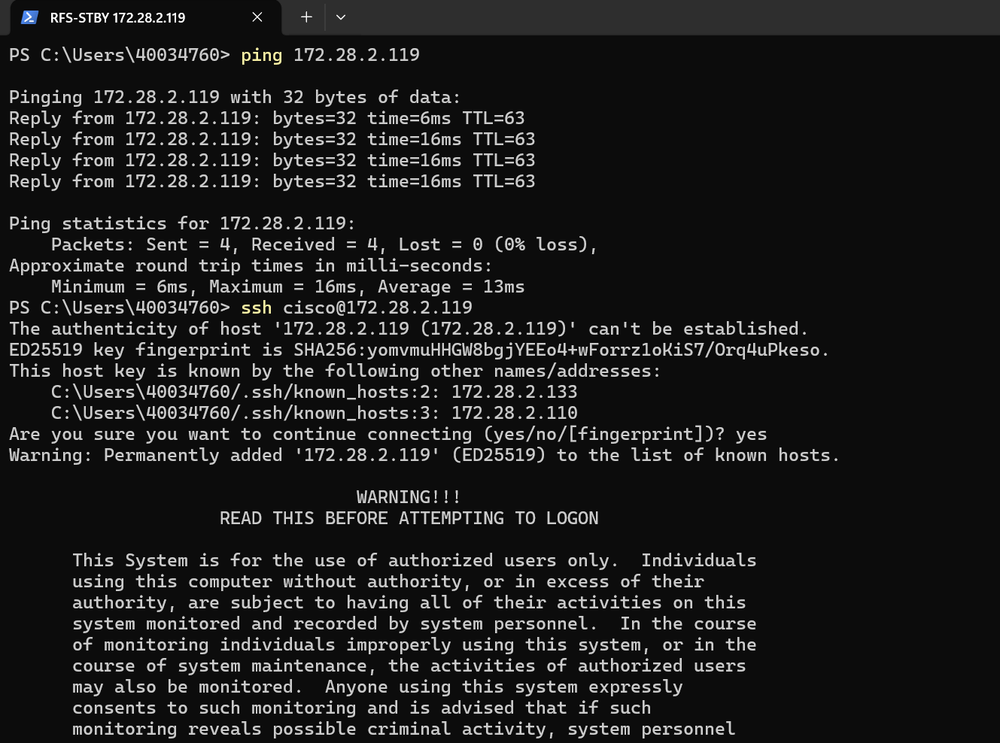 RFS-STBY 172.28.2.119
PS C:\Users\40034760> ping 172.28.2.119
Pinging 172.28.2.119 with 32 bytes of data:
Reply from 172.28.2.119: bytes=32 time=6ms TTL=63
Reply from 172.28.2.119: bytes=32 time=16ms TTL=63
Reply from 172.28.2.119: bytes=32 time=16ms TTL=63
Reply from 172.28.2.119: bytes=32 time=16ms TTL=63
Ping statistics for 172.28.2.119:
Packets: Sent = 4, Received = 4, Lost = 0 (0% loss),
Approximate round trip times in milli-seconds:
Minimum = 6ms, Maximum = 16ms, Average = 13ms
PS C:\Users\40034760> ssh cisco@172.28.2.119
The authenticity of host '172.28.2.119 (172.28.2.119)' can't be established.
ED25519 key fingerprint is SHA256:yomvmuHHGW8bgjYEEo4+wForrz1oKiS7/Orq4uPkeso.
This host key is known by the following other names/addresses:
C:\Users\40034760/.ssh/known_hosts:2: 172.28.2.133
C:\Users\40034760/.ssh/known_hosts:3: 172.28.2.110
Are you sure you want to continue connecting (yes/no/[fingerprint])? yes
Warning: Permanently added '172.28.2.119' (ED25519) to the list of known hosts.
WARNING!!!
READ THIS BEFORE ATTEMPTING TO LOGON
This System is for the use of authorized users only.  Individuals
using this computer without authority, or in excess of their
authority, are subject to having all of their activities on this
system monitored and recorded by system personnel.  In the course
of monitoring individuals improperly using this system, or in the
course of system maintenance, the activities of authorized users
may also be monitored.  Anyone using this system expressly
consents to such monitoring and is advised that if such
monitoring reveals possible criminal activity, system personnel